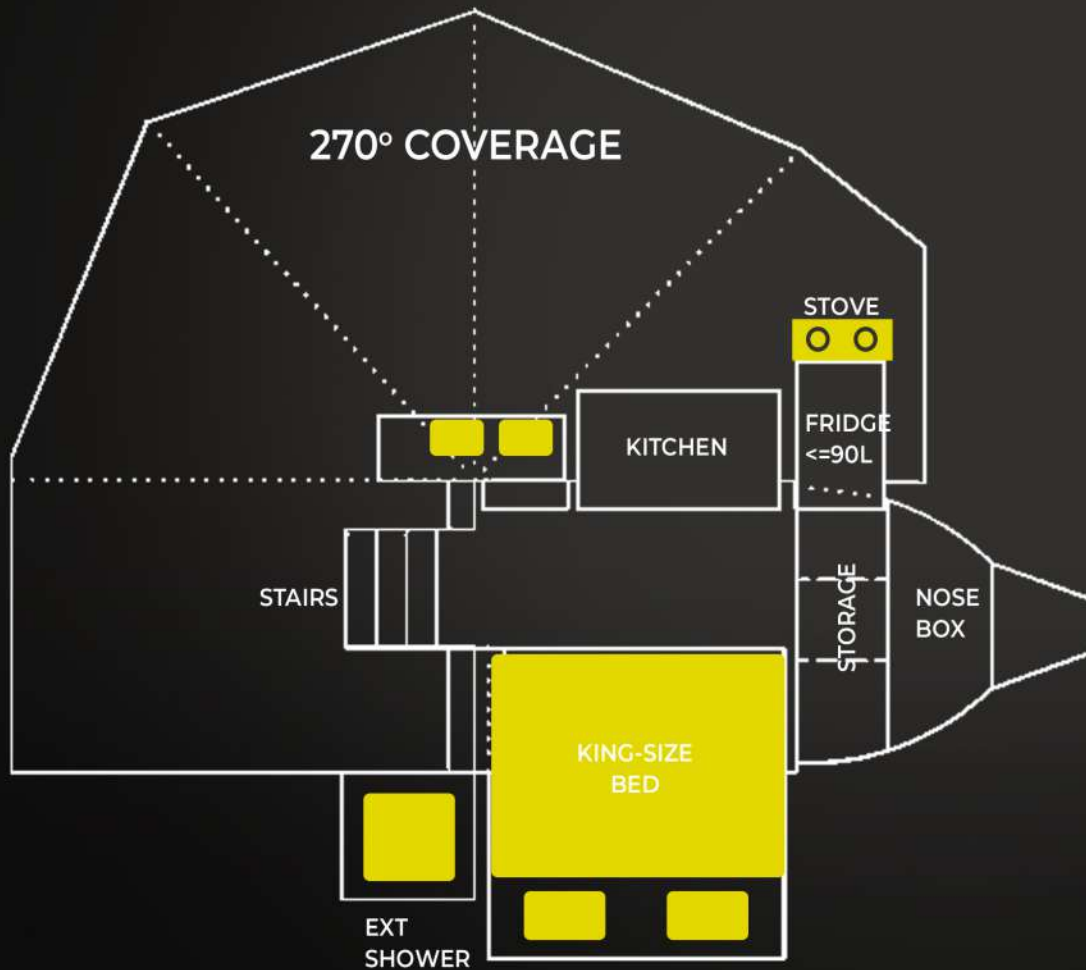 270° COVERAGE
STOVE
KITCHEN
FRIDGE
<=90L
STAIRS
STORAGE
NOSE
BOX
KING-SIZE
BED
EXT
SHOWER